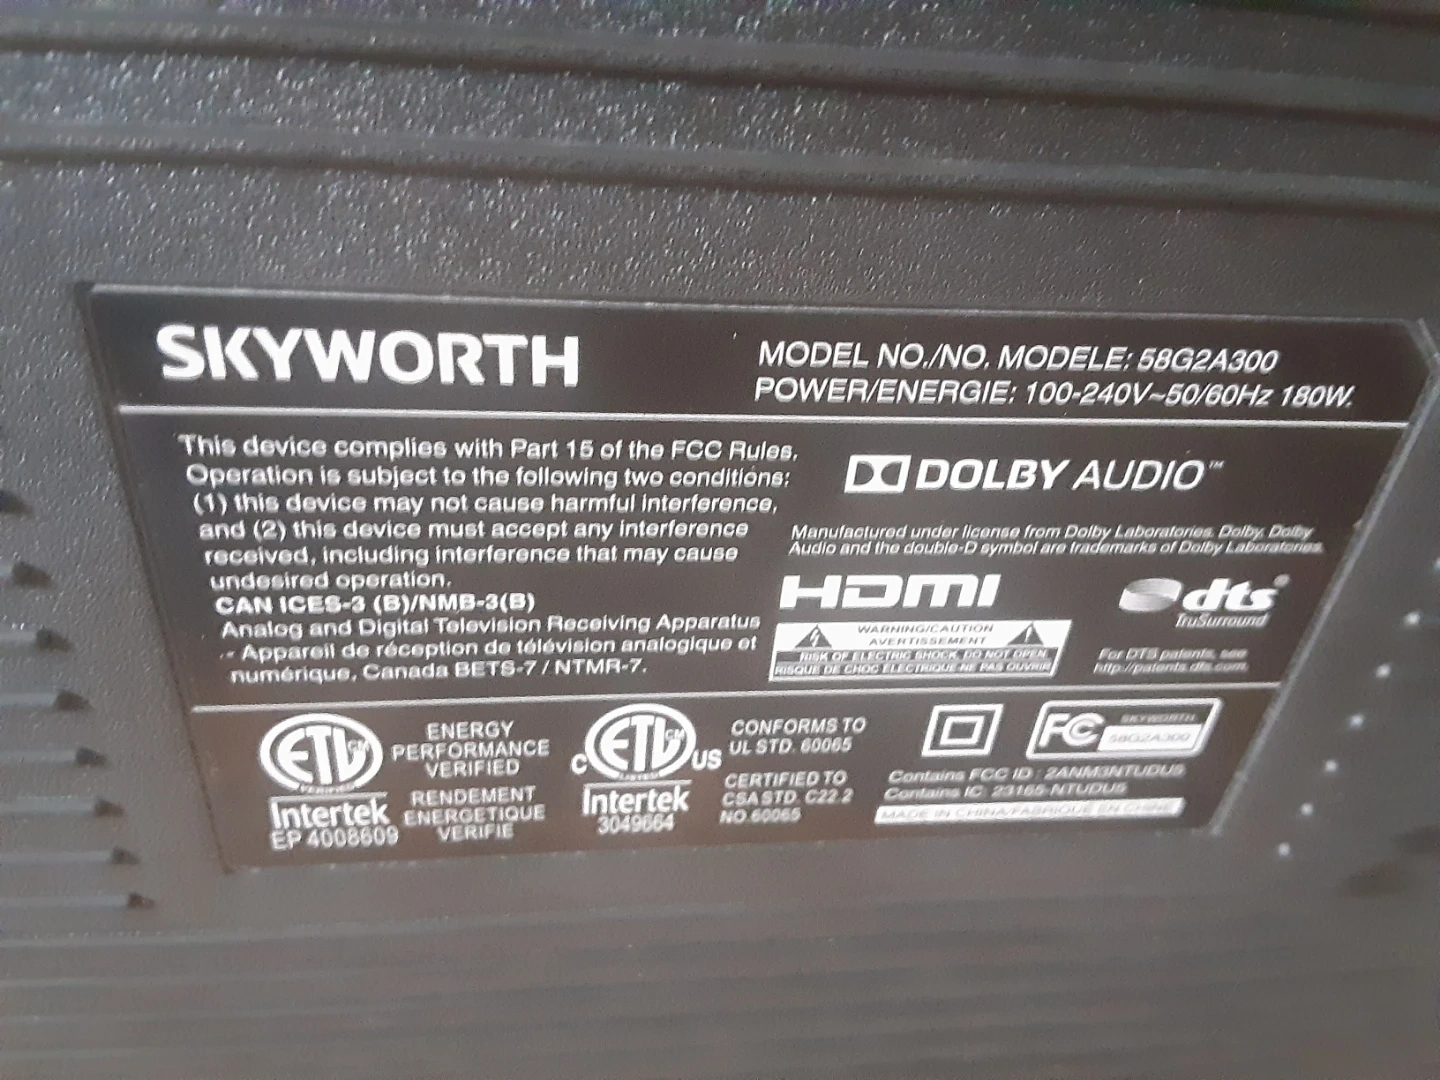 SKYWORTH
MODEL NO./NO. MODELE: 58G2A300
POWER/ENERGIE: 100-240V~50/60Hz 180W.
This device complies with Part 15 of the FCC Rules.
Operation is subject to the following two conditions:
(1) this device may not cause harmful interference,
and (2) this device must accept any interference
received, including interference that may cause
undesired operation.
CAN ICES-3 (B)/NMB-3(B)
Analog and Digital Television Receiving Apparatus
- Appareil de réception de télévision analogique et
numérique, Canada BETS-7 / NTMR-7.
DOLBY AUDIO™
Manufactured under license from Dolby Laboratories. Dolby, Dolby
Audio and the double-D symbol are trademarks of Dolby Laboratories.
HDMI
dts®
TruSurround
WARNING/CAUTION
AVERTISSEMENT
RISK OF ELECTRIC SHOCK, DO NOT OPEN
RISQUE DE CHOC ELECTRIQUE-NE PAS OUVRIR
For DTS patents, see
http://patents.dts.com.
ETL CM
VERIFIED
Intertek
EP 4008609
ENERGY
PERFORMANCE
VERIFIED
RENDEMENT
ENERGETIQUE
VERIFIE
C ETL CM US
LISTED
Intertek
3049664
CONFORMS TO
UL STD. 60065
CERTIFIED TO
CSA STD. C22.2
NO.60065
FC SKYWORTH
58G2A300
Contains FCC ID : 2ANM3NTUDUS
Contains IC: 23165-NTUDUS
MADE IN CHINA/FABRIQUE EN CHINE